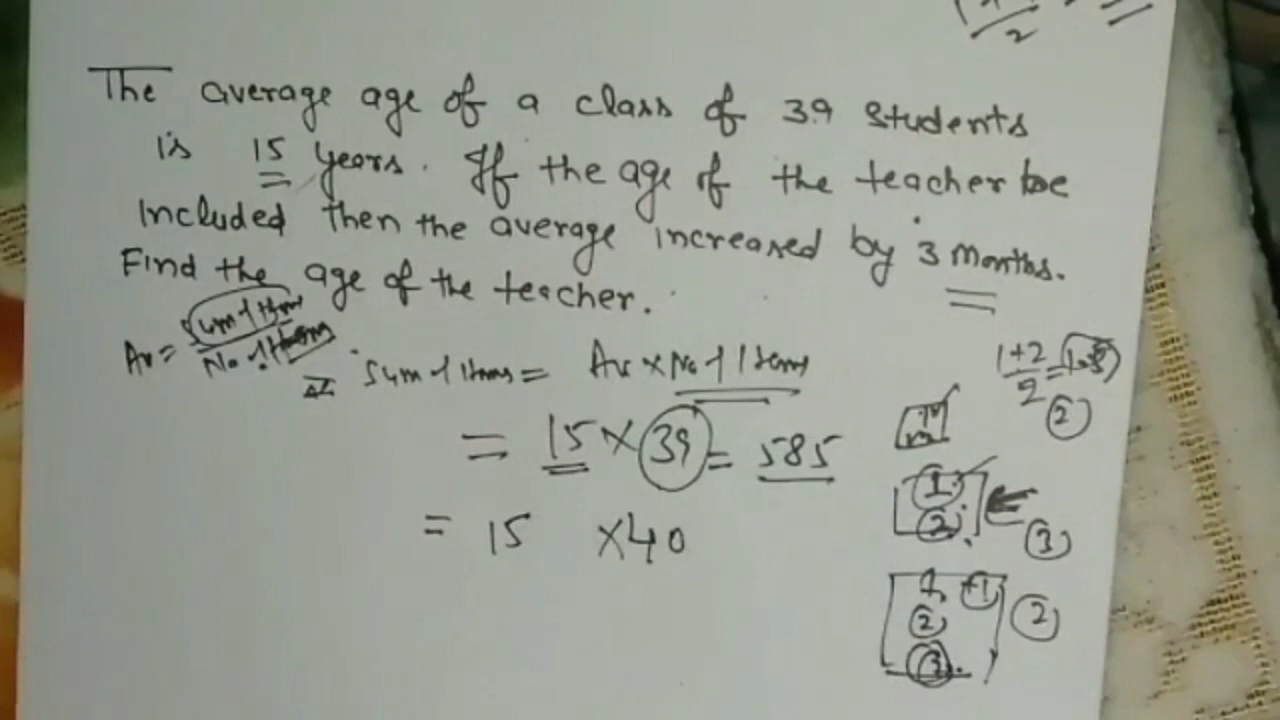 The average age of a class of 39 students
is 15 years. If the age of the teacher be
included then the average increased by 3 months.
Find the age of the teacher.
Av = Sum of Items / No. of Items
Sum of Items = Av × No of Items
= 15 × 39 = 585
= 15 × 40
1+2 / 2 = 1.5
2
1
2
3
+1
2
3
2